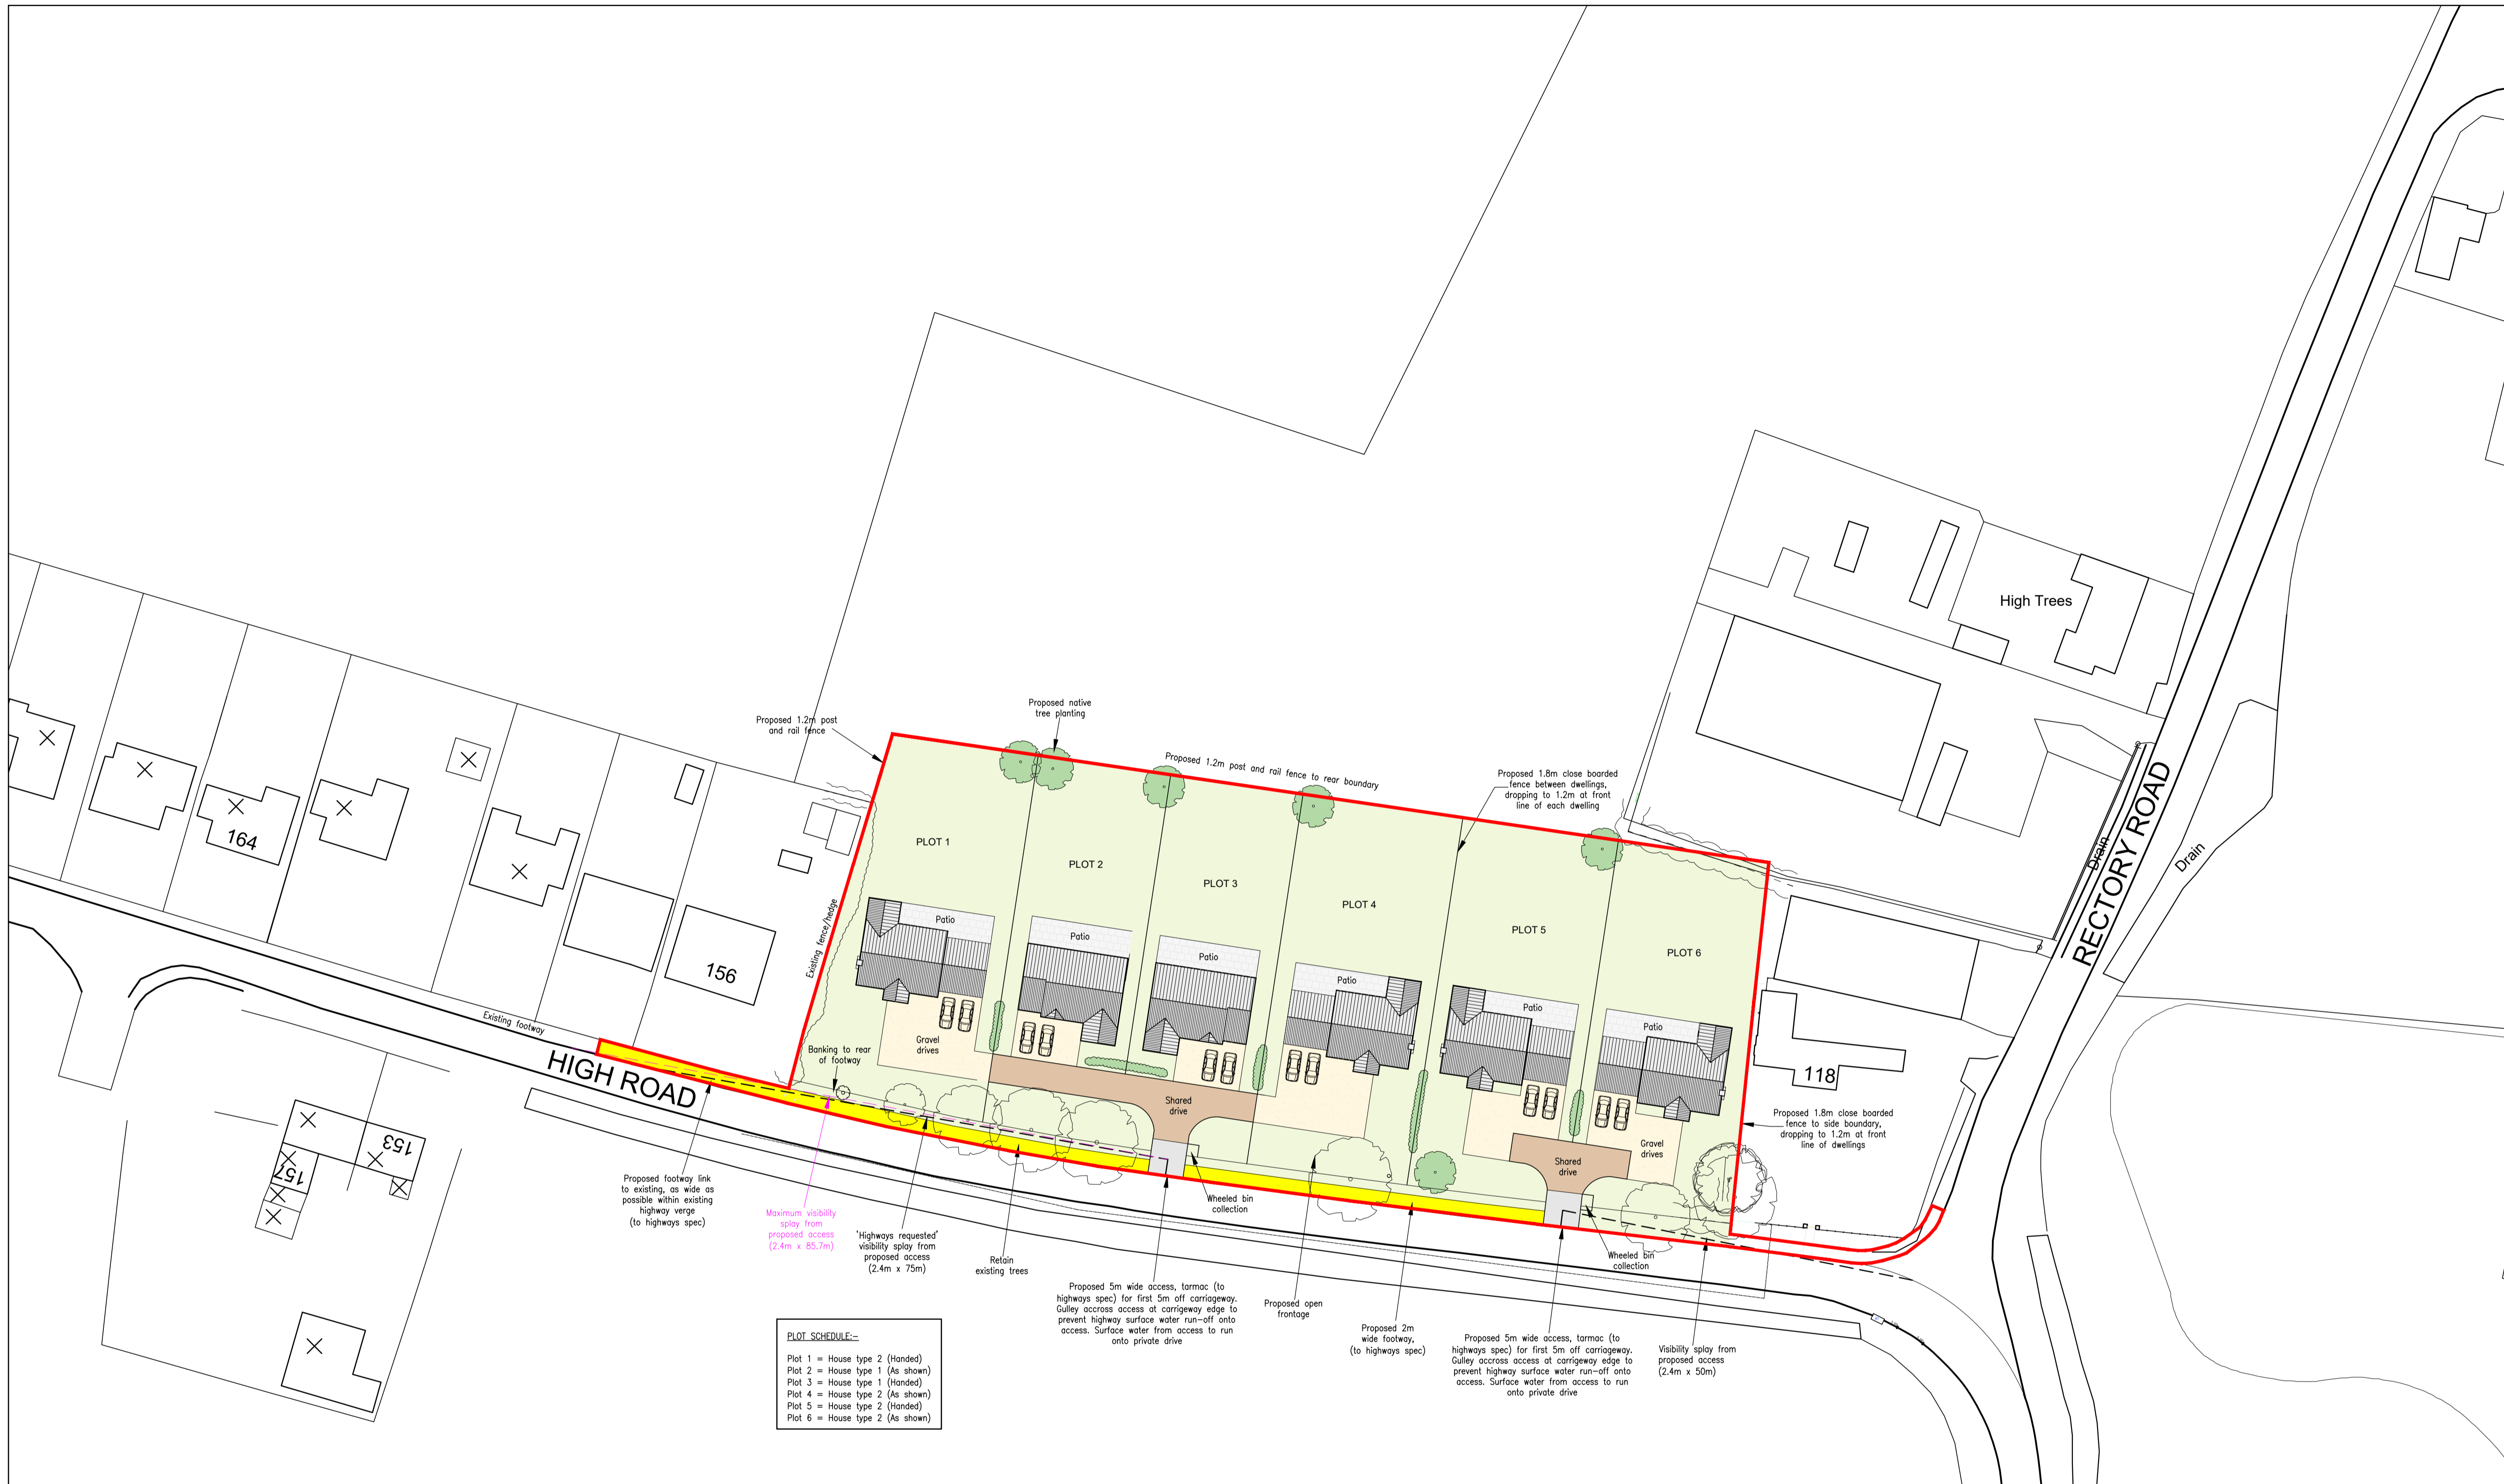 High Trees
Proposed native
tree planting
Proposed 1.2m post
and rail fence
Proposed 1.2m post and rail fence to rear boundary
Proposed 1.8m close boarded
fence between dwellings,
dropping to 1.2m at front
line of each dwelling
RECTORY ROAD
Drain
Drain
164
156
PLOT 1
PLOT 2
PLOT 3
PLOT 4
PLOT 5
PLOT 6
Existing fence/hedge
Patio
Patio
Patio
Patio
Patio
Patio
Existing footway
HIGH ROAD
Banking to rear
of footway
Gravel
drives
Shared
drive
Shared
drive
Gravel
drives
118
Proposed 1.8m close boarded
fence to side boundary,
dropping to 1.2m at front
line of dwellings
153
157
Proposed footway link
to existing, as wide as
possible within existing
highway verge
(to highways spec)
Maximum visibility
splay from
proposed access
(2.4m x 85.7m)
'Highways requested'
visibility splay from
proposed access
(2.4m x 75m)
Retain
existing trees
Wheeled bin
collection
Proposed 5m wide access, tarmac (to
highways spec) for first 5m off carriageway.
Gulley accross access at carrigeway edge to
prevent highway surface water run-off onto
access. Surface water from access to run
onto private drive
Proposed open
frontage
Proposed 2m
wide footway,
(to highways spec)
Proposed 5m wide access, tarmac (to
highways spec) for first 5m off carriageway.
Gulley accross access at carrigeway edge to
prevent highway surface water run-off onto
access. Surface water from access to run
onto private drive
Wheeled bin
collection
Visibility splay from
proposed access
(2.4m x 50m)
PLOT SCHEDULE:-
Plot 1 = House type 2 (Handed)
Plot 2 = House type 1 (As shown)
Plot 3 = House type 1 (Handed)
Plot 4 = House type 2 (As shown)
Plot 5 = House type 2 (Handed)
Plot 6 = House type 2 (As shown)